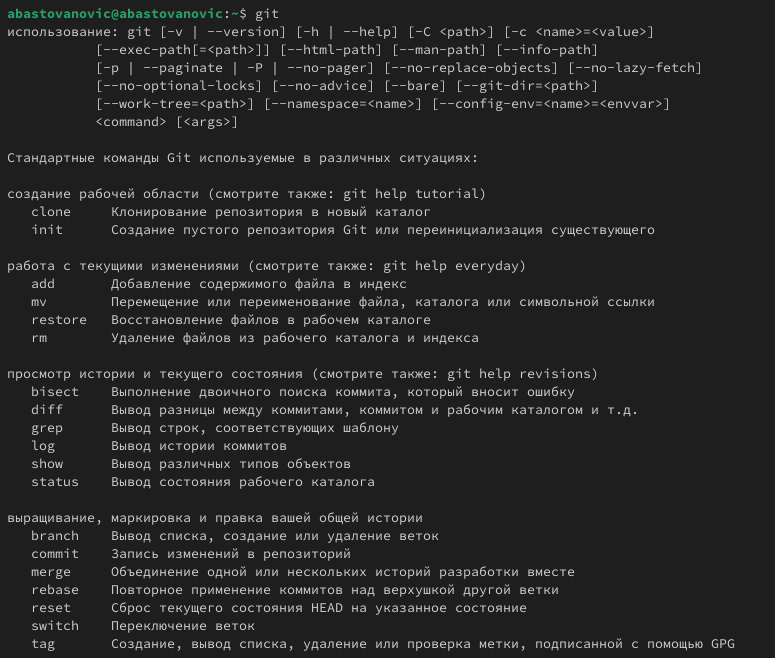 abastovanovic@abastovanovic:~$ git
использование: git [-v | --version] [-h | --help] [-C <path>] [-c <name>=<value>]
[--exec-path[=<path>]] [--html-path] [--man-path] [--info-path]
[-p | --paginate | -P | --no-pager] [--no-replace-objects] [--no-lazy-fetch]
[--no-optional-locks] [--no-advice] [--bare] [--git-dir=<path>]
[--work-tree=<path>] [--namespace=<name>] [--config-env=<name>=<envvar>]
<command> [<args>]
Стандартные команды Git используемые в различных ситуациях:
создание рабочей области (смотрите также: git help tutorial)
clone Клонирование репозитория в новый каталог
init Создание пустого репозитория Git или переинициализация существующего
работа с текущими изменениями (смотрите также: git help everyday)
add Добавление содержимого файла в индекс
mv Перемещение или переименование файла, каталога или символьной ссылки
restore Восстановление файлов в рабочем каталоге
rm Удаление файлов из рабочего каталога и индекса
просмотр истории и текущего состояния (смотрите также: git help revisions)
bisect Выполнение двоичного поиска коммита, который вносит ошибку
diff Вывод разницы между коммитами, коммитом и рабочим каталогом и т.д.
grep Вывод строк, соответствующих шаблону
log Вывод истории коммитов
show Вывод различных типов объектов
status Вывод состояния рабочего каталога
выращивание, маркировка и правка вашей общей истории
branch Вывод списка, создание или удаление веток
commit Запись изменений в репозиторий
merge Объединение одной или нескольких историй разработки вместе
rebase Повторное применение коммитов над верхушкой другой ветки
reset Сброс текущего состояния HEAD на указанное состояние
switch Переключение веток
tag Создание, вывод списка, удаление или проверка метки, подписанной с помощью GPG